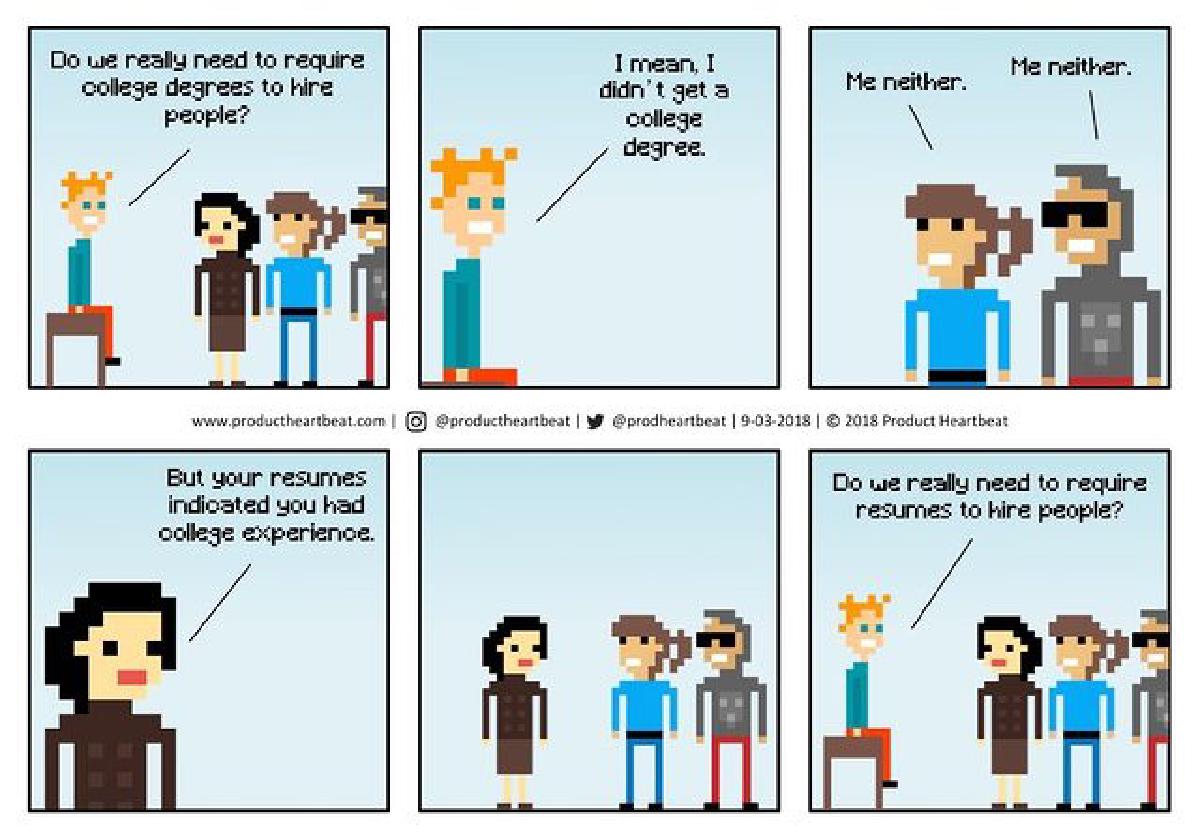 Do we really need to require
college degrees to hire
people?
I mean, I
didn't get a
college
degree.
Me neither.
Me neither.
www.productheartbeat.com | @productheartbeat | @prodheartbeat | 9-03-2018 | © 2018 Product Heartbeat
But your resumes
indicated you had
college experience.
Do we really need to require
resumes to hire people?